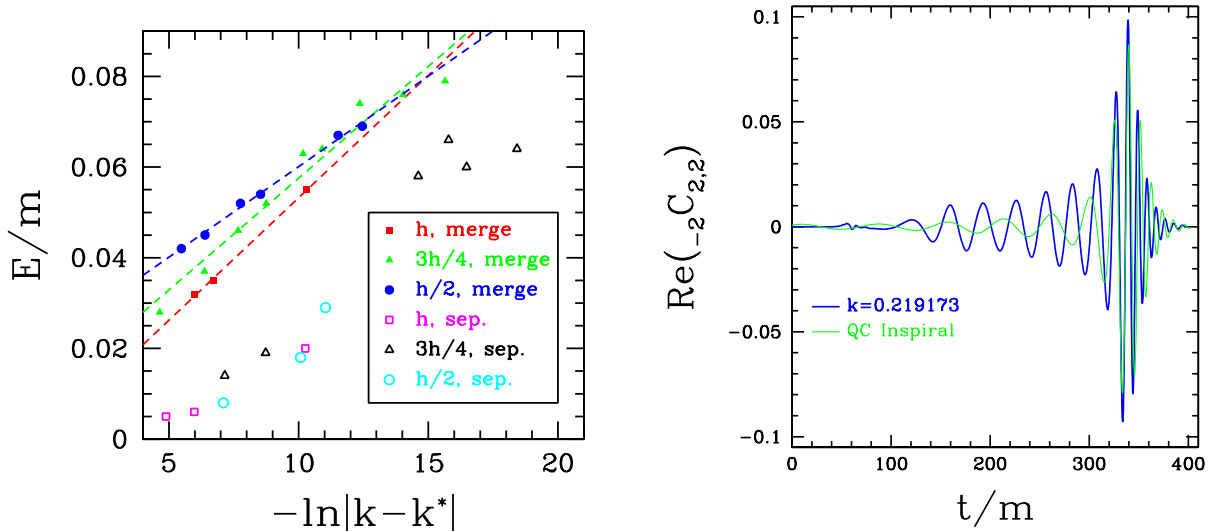 0.08
0.06
0.04
0.02
0
E/m
h, merge
3h/4, merge
h/2, merge
h, sep.
3h/4, sep.
h/2, sep.
5 10 15 20
−ln|k−k*|
0.1
0.05
0
−0.05
−0.1
Re(₋₂C₂,₂)
k=0.219173
QC Inspiral
0 100 200 300 400
t/m